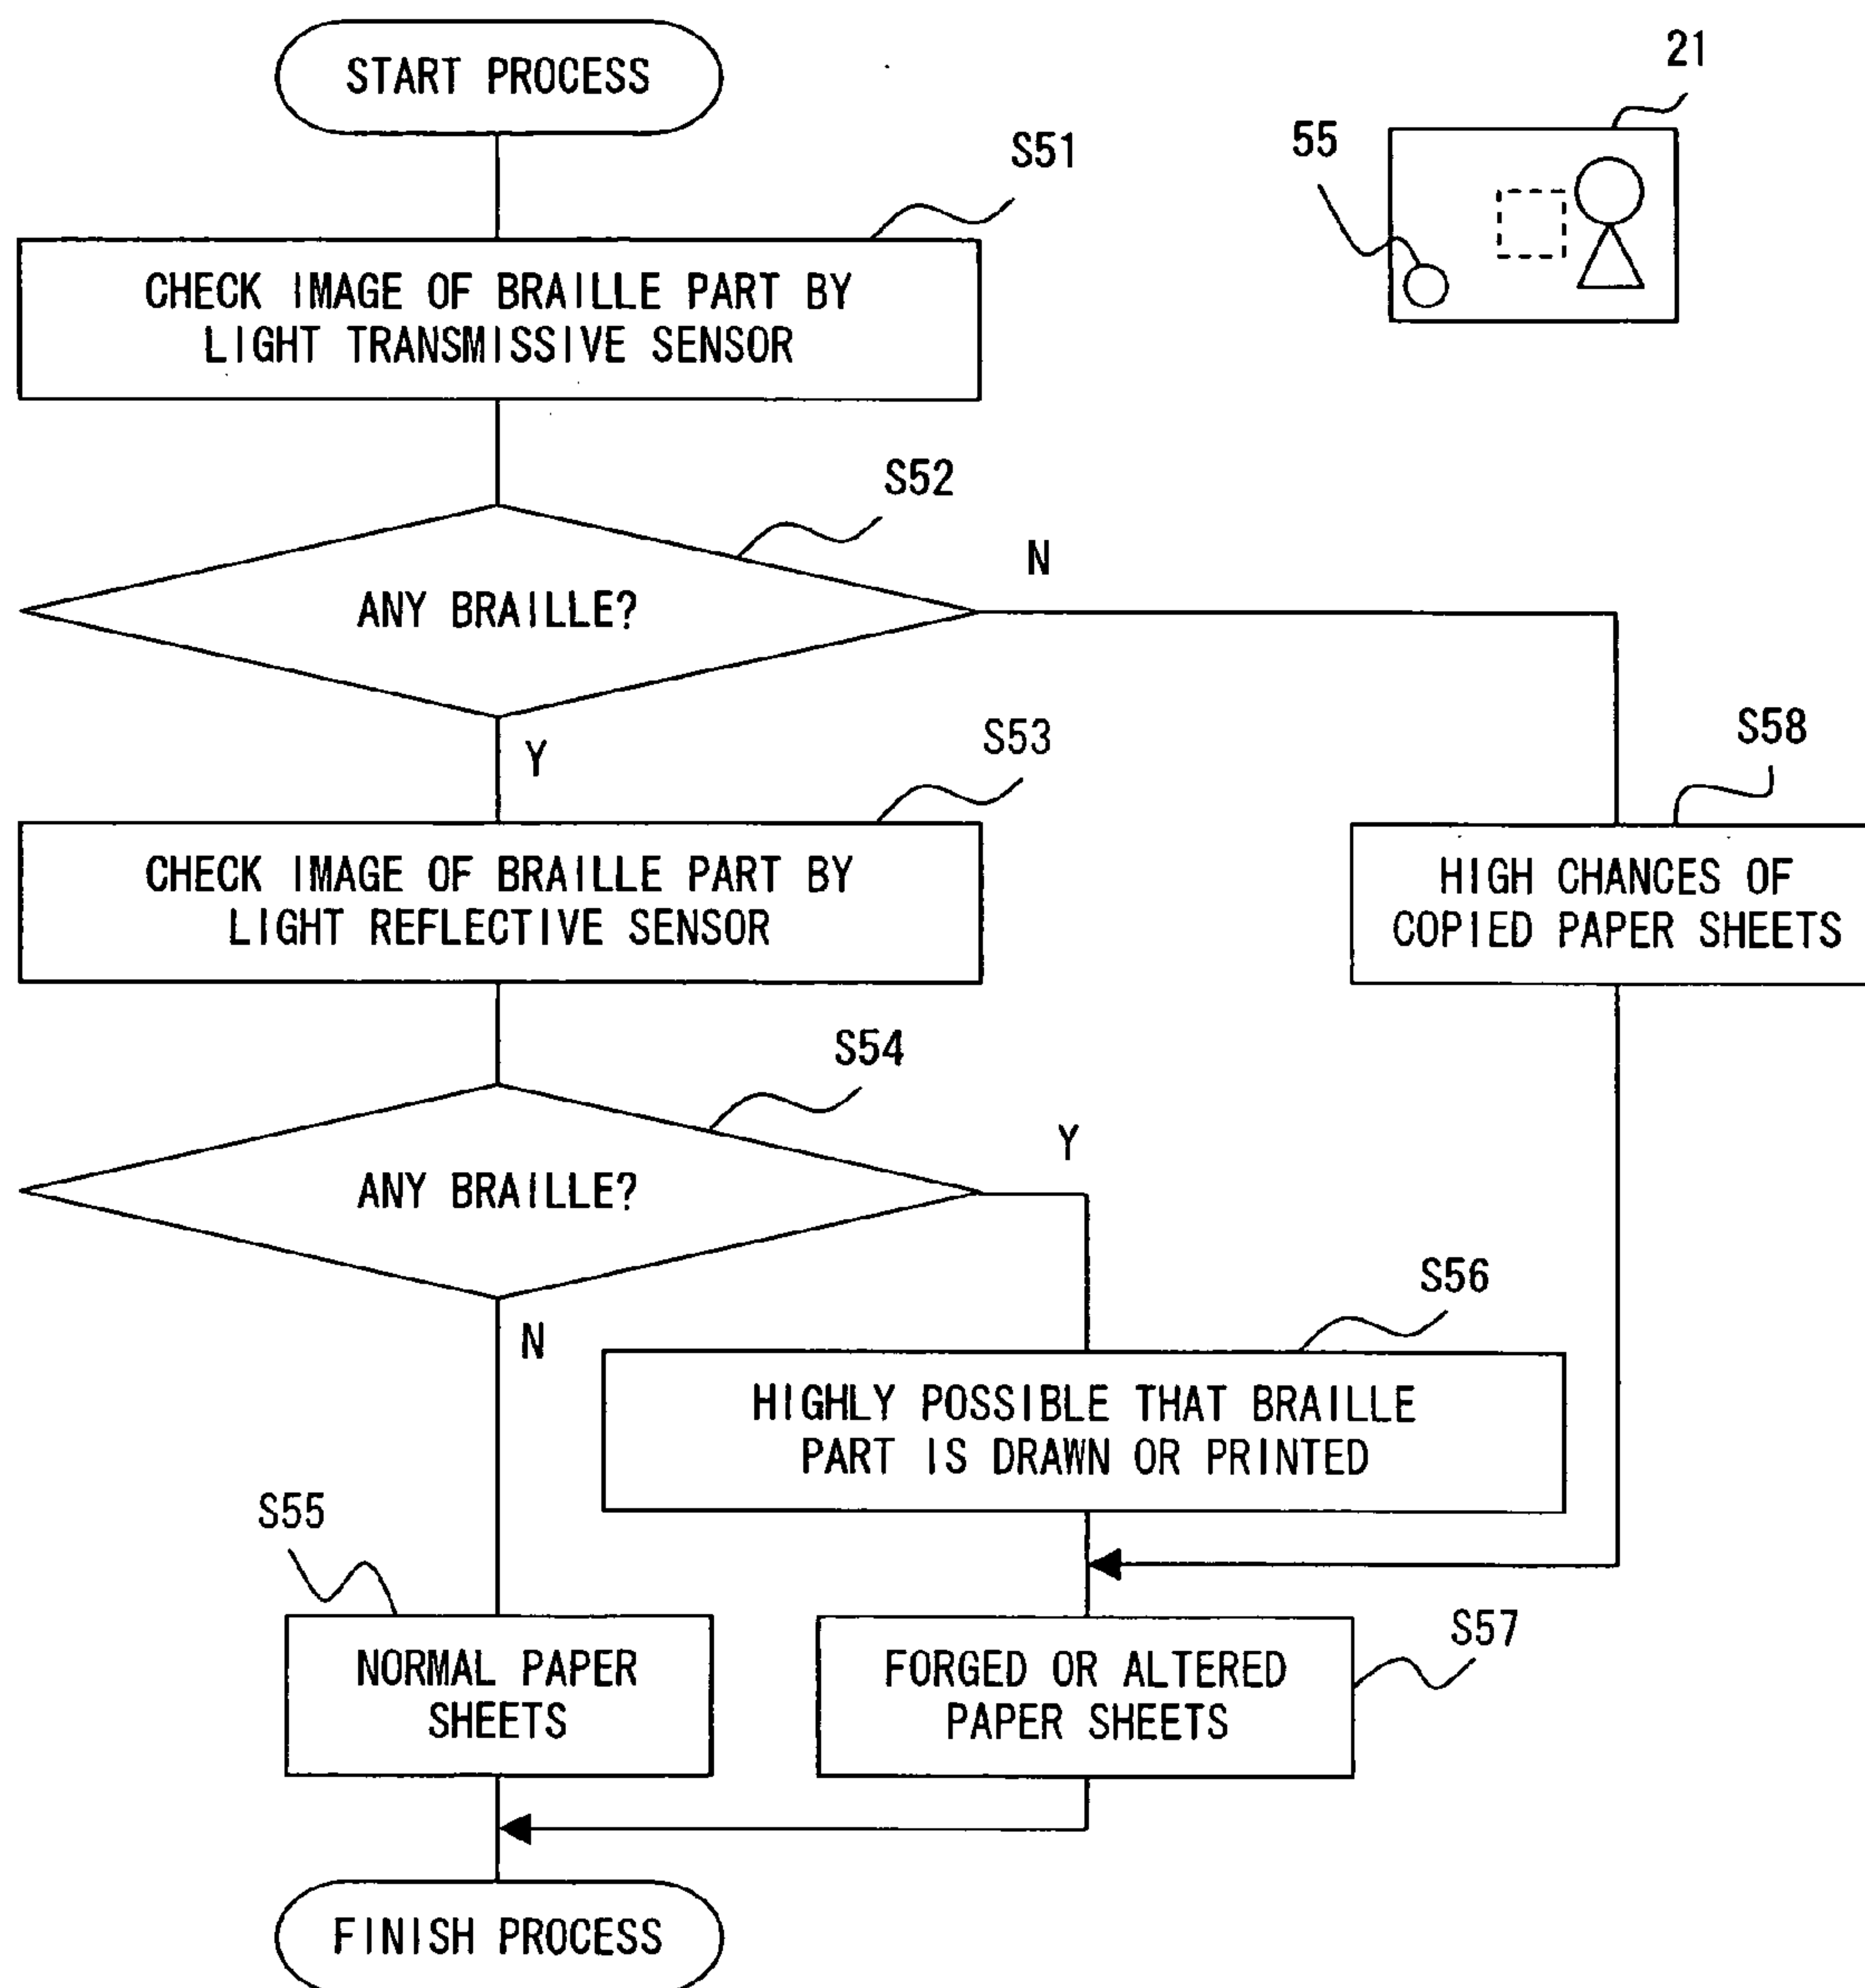 START PROCESS
21
55
S51
CHECK IMAGE OF BRAILLE PART BY
LIGHT TRANSMISSIVE SENSOR
S52
ANY BRAILLE?
N
Y
S53
CHECK IMAGE OF BRAILLE PART BY
LIGHT REFLECTIVE SENSOR
S58
HIGH CHANCES OF
COPIED PAPER SHEETS
S54
ANY BRAILLE?
Y
N
S56
HIGHLY POSSIBLE THAT BRAILLE
PART IS DRAWN OR PRINTED
S55
NORMAL PAPER
SHEETS
S57
FORGED OR ALTERED
PAPER SHEETS
FINISH PROCESS